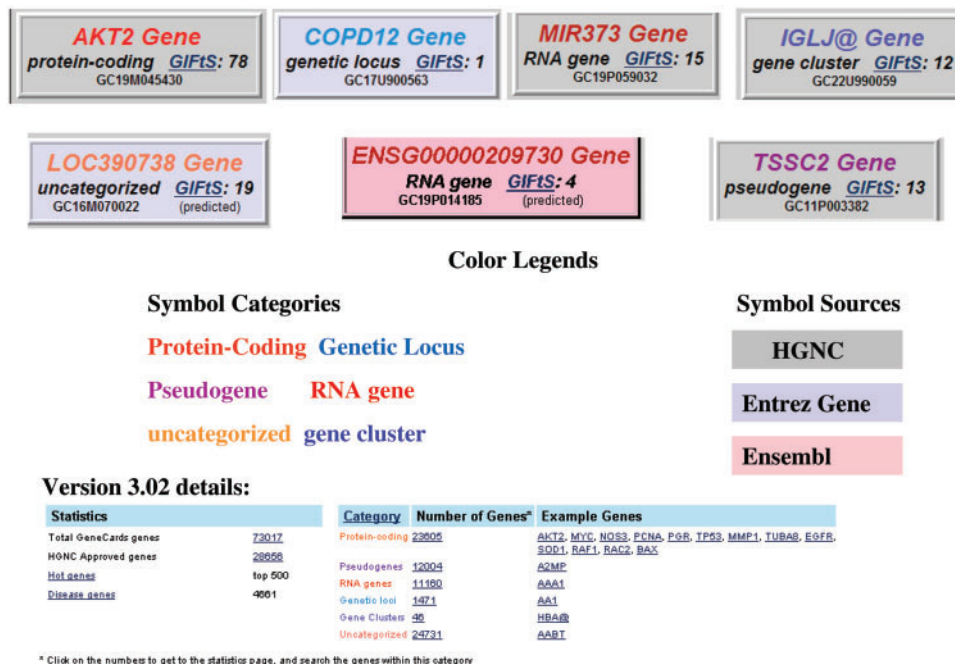 AKT2 Gene
protein-coding GIFtS: 78
GC19M045430
COPD12 Gene
genetic locus GIFtS: 1
GC17U900563
MIR373 Gene
RNA gene GIFtS: 15
GC19P059032
IGLJ@ Gene
gene cluster GIFtS: 12
GC22U990059
LOC390738 Gene
uncategorized GIFtS: 19
GC16M070022 (predicted)
ENSG00000209730 Gene
RNA gene GIFtS: 4
GC19P014185 (predicted)
TSSC2 Gene
pseudogene GIFtS: 13
GC11P003382
Color Legends
Symbol Categories
Protein-Coding Genetic Locus
Pseudogene RNA gene
uncategorized gene cluster
Symbol Sources
HGNC
Entrez Gene
Ensembl
Version 3.02 details:
Statistics
Total GeneCards genes 73017
HGNC Approved genes 28656
Hot genes top 500
Disease genes 4661
Category Number of Genes* Example Genes
Protein-coding 23605 AKT2, MYC, NOS3, PCNA, PGR, TP53, MMP1, TUBA8, EGFR,
SOD1, RAF1, RAC2, BAX
Pseudogenes 12004 A2MP
RNA genes 11160 AAA1
Genetic loci 1471 AA1
Gene Clusters 46 HBA@
Uncategorized 24731 AABT
* Click on the numbers to get to the statistics page, and search the genes within this category